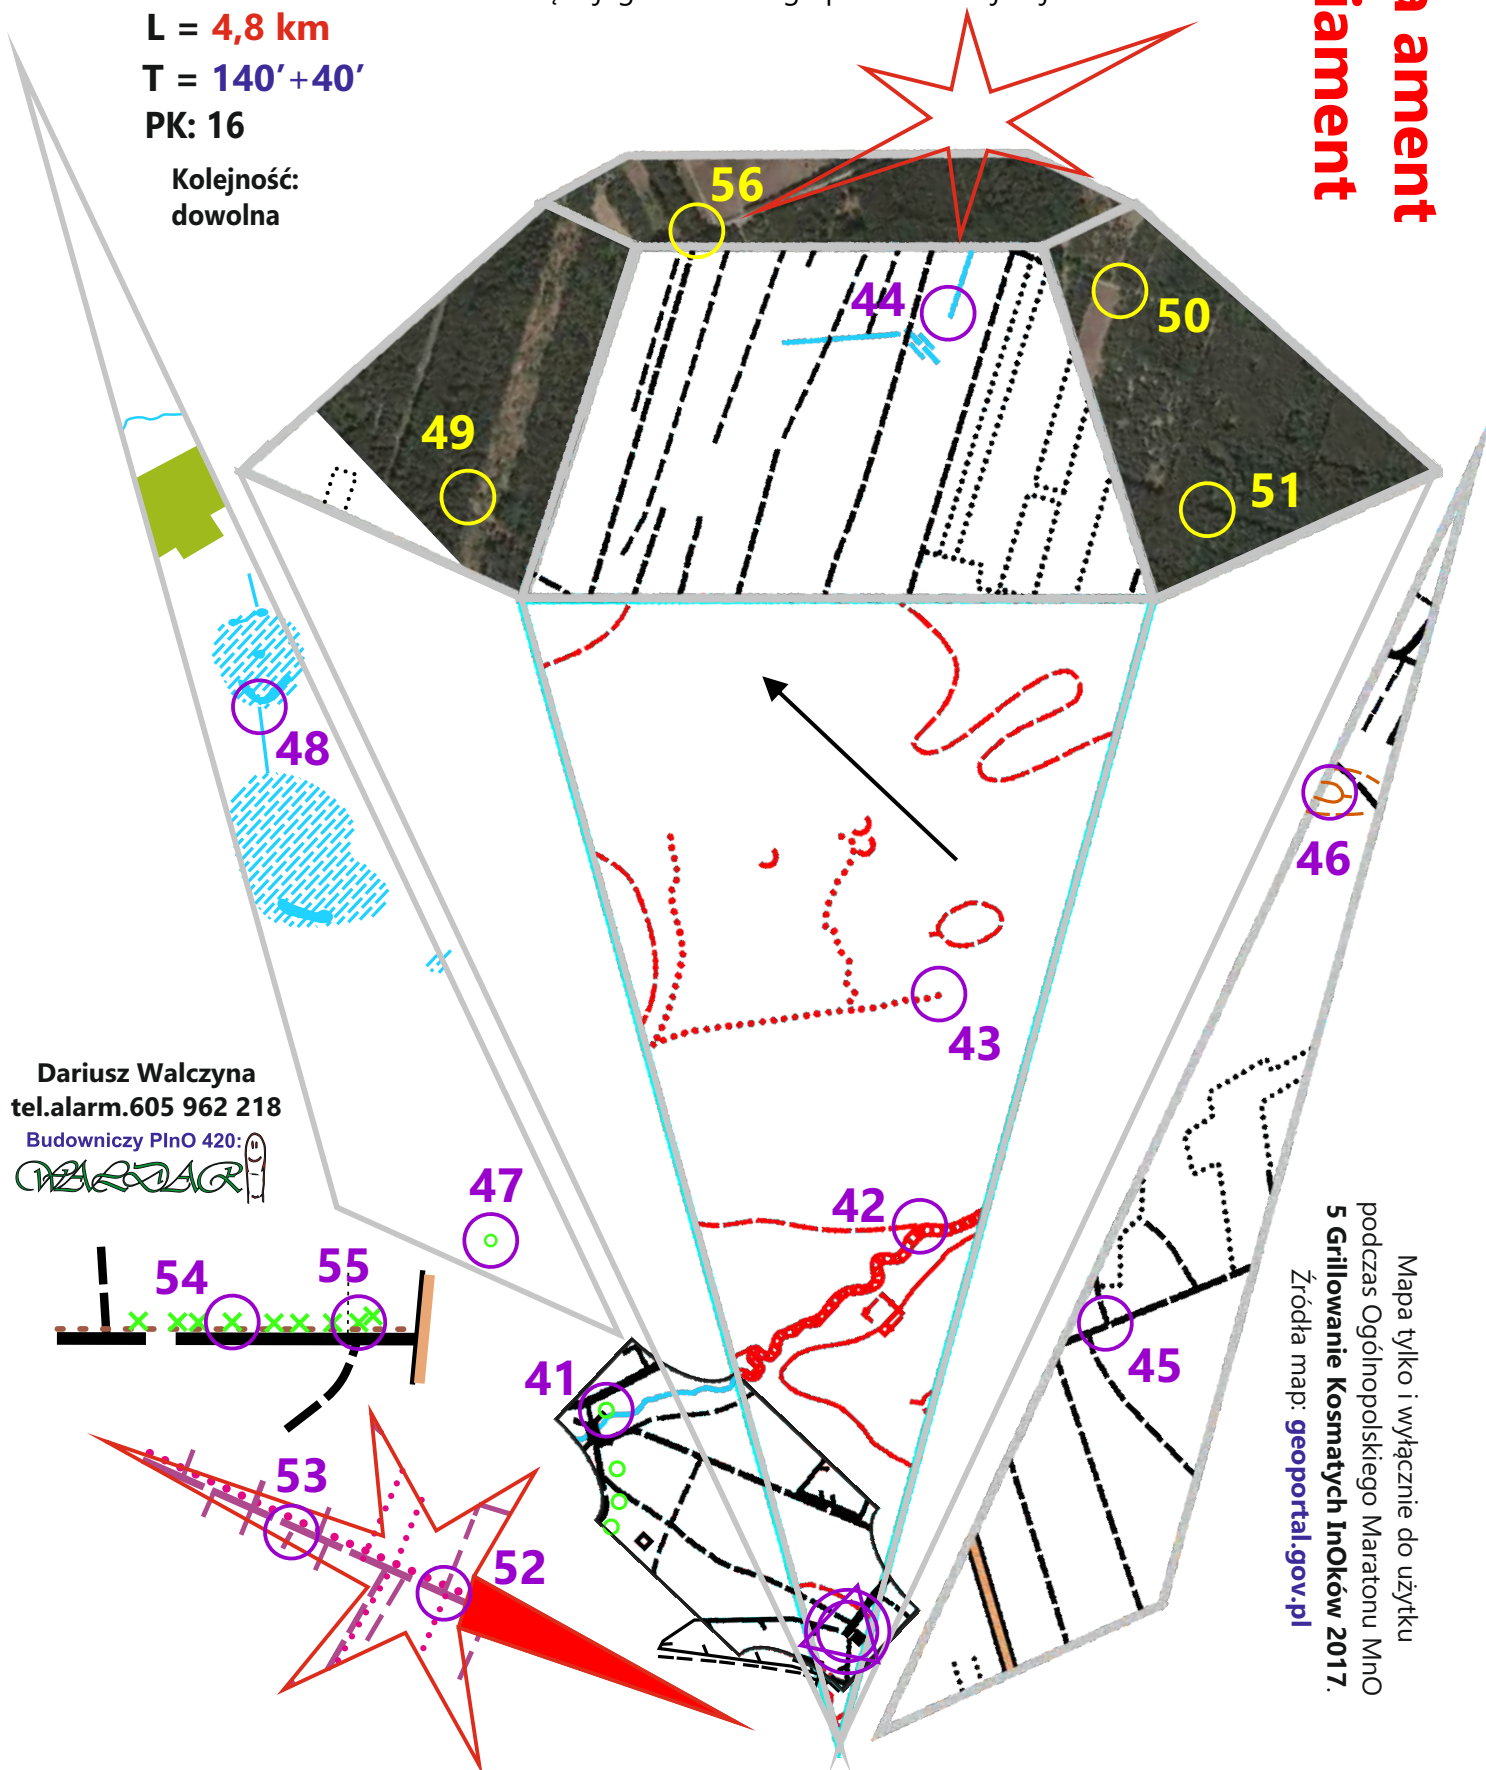 L = 4,8 km
T = 140′+40′
PK: 16
Kolejność:
dowolna
a ament
iament
56
44
50
49
51
48
46
43
Dariusz Walczyna
tel.alarm.605 962 218
Budowniczy PInO 420:
WALDAR
47
42
54
55
41
45
53
52
Mapa tylko i wyłącznie do użytku
podczas Ogólnopolskiego Maratonu MnO
5 Grillowanie Kosmatych InOków 2017.
Źródła map: geoportal.gov.pl